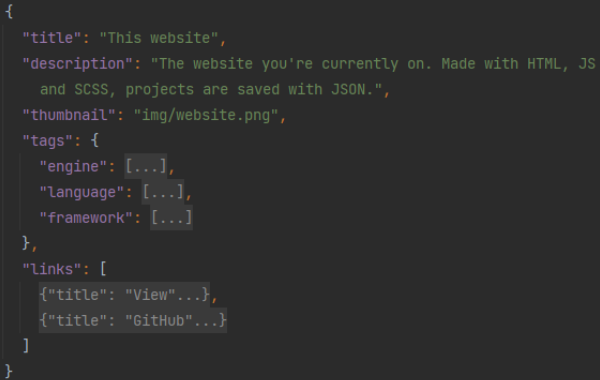 {
"title": "This website",
"description": "The website you're currently on. Made with HTML, JS
and SCSS, projects are saved with JSON.",
"thumbnail": "img/website.png",
"tags": {
"engine": [...],
"language": [...],
"framework": [...]
},
"links": [
{"title": "View"...},
{"title": "GitHub"...}
]
}